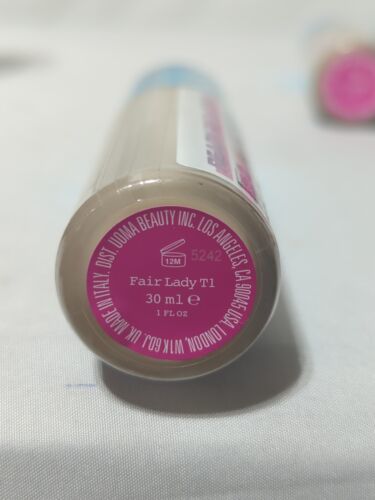 12M
5242
Fair Lady T1
30 ml e
1 FL OZ
MADE IN ITALY. DIST. UOMA BEAUTY INC. LOS ANGELES, CA 90045 USA. LONDON, W1K 6QJ. UK.